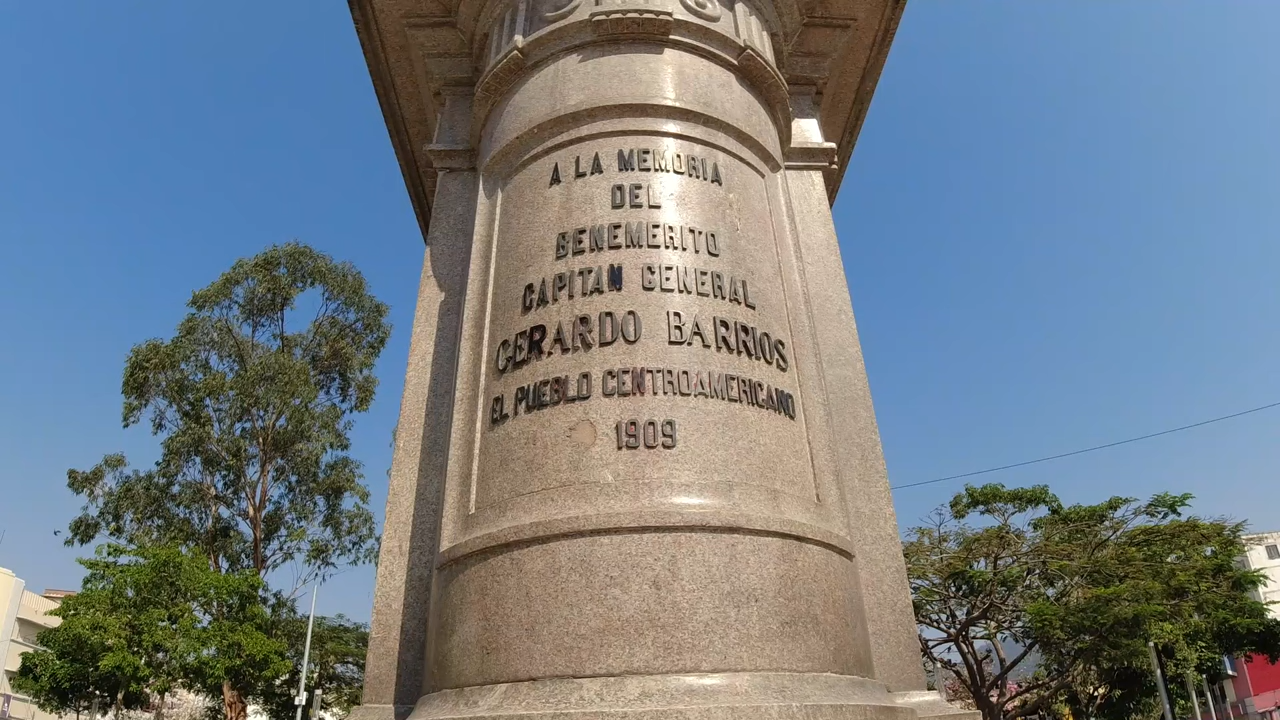 A LA MEMORIA
DEL
BENEMERITO
CAPITAN GENERAL
GERARDO BARRIOS
EL PUEBLO CENTROAMERICANO
1909